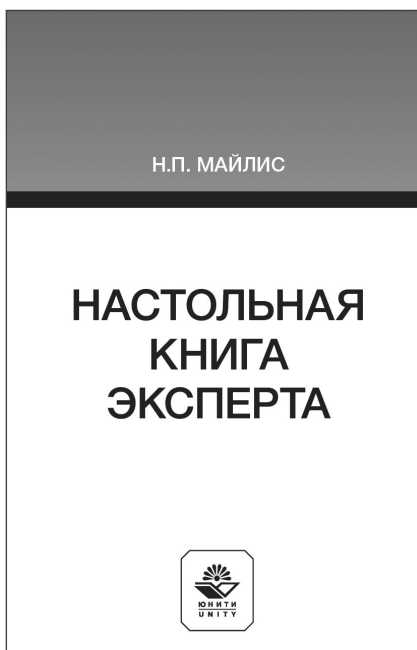 Н.П. МАЙЛИС
НАСТОЛЬНАЯ
КНИГА
ЭКСПЕРТА
ЮНИТИ
UNITY